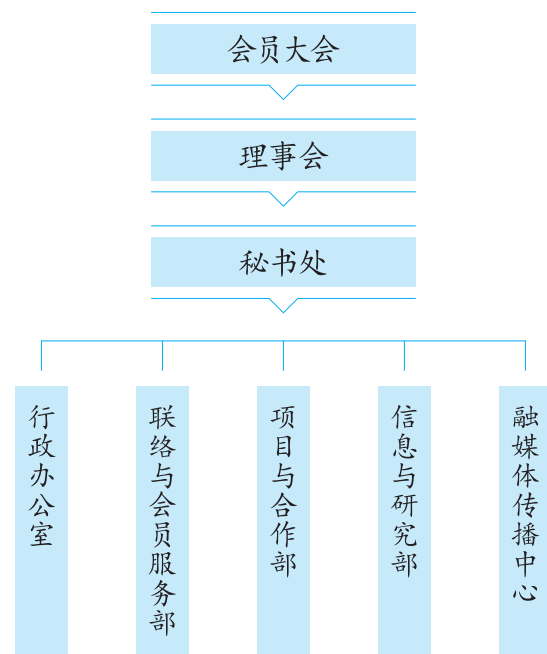 会员大会
理事会
秘书处
行政办公室
联络与会员服务部
项目与合作部
信息与研究部
融媒体传播中心